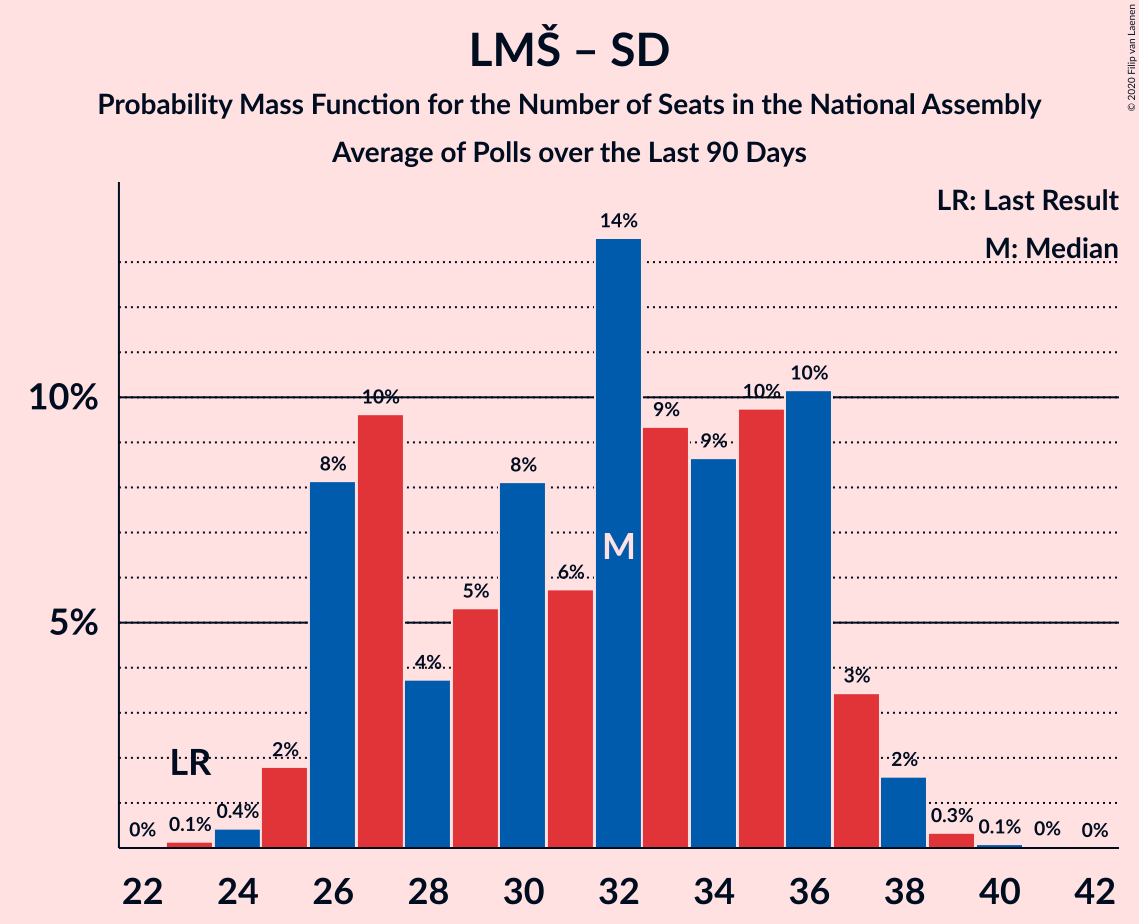 LMŠ – SD
Probability Mass Function for the Number of Seats in the National Assembly
Average of Polls over the Last 90 Days
© 2020 Filip van Laenen
LR: Last Result
M: Median
10%
5%
0%
0.1%
0.4%
2%
8%
10%
4%
5%
8%
6%
14%
9%
9%
10%
10%
3%
2%
0.3%
0.1%
0%
0%
LR
M
22 24 26 28 30 32 34 36 38 40 42